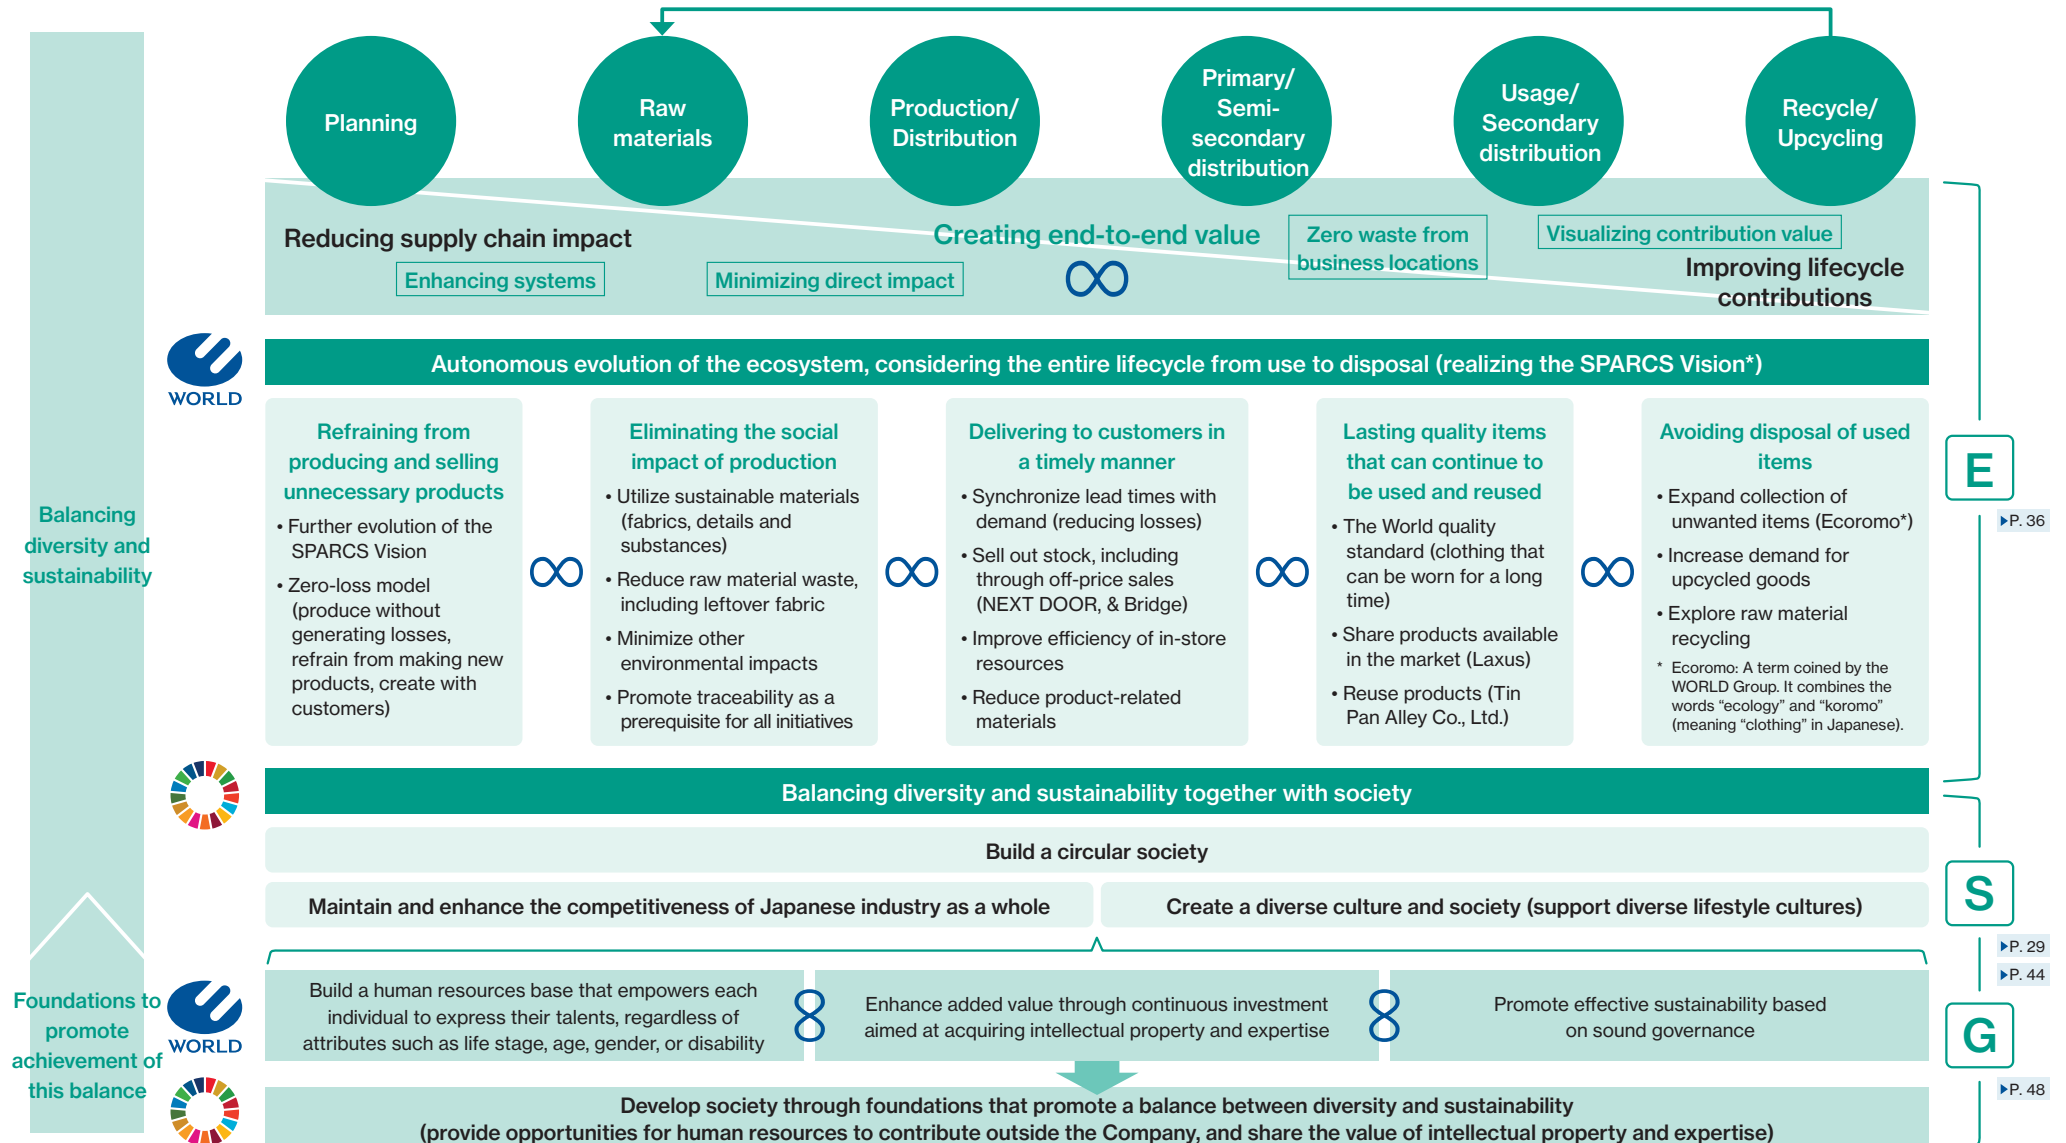 Planning
Raw
materials
Production/
Distribution
Primary/
Semi-
secondary
distribution
Usage/
Secondary
distribution
Recycle/
Upcycling
Reducing supply chain impact
Enhancing systems
Minimizing direct impact
Creating end-to-end value
Zero waste from
business locations
Visualizing contribution value
Improving lifecycle
contributions
Balancing
diversity and
sustainability
WORLD
Autonomous evolution of the ecosystem, considering the entire lifecycle from use to disposal (realizing the SPARCS Vision*)
Refraining from
producing and selling
unnecessary products
• Further evolution of the
SPARCS Vision
• Zero-loss model
(produce without
generating losses,
refrain from making new
products, create with
customers)
Eliminating the social
impact of production
• Utilize sustainable materials
(fabrics, details and
substances)
• Reduce raw material waste,
including leftover fabric
• Minimize other
environmental impacts
• Promote traceability as a
prerequisite for all initiatives
Delivering to customers in
a timely manner
• Synchronize lead times with
demand (reducing losses)
• Sell out stock, including
through off-price sales
(NEXT DOOR, & Bridge)
• Improve efficiency of in-store
resources
• Reduce product-related
materials
Lasting quality items
that can continue to
be used and reused
• The World quality
standard (clothing that
can be worn for a long
time)
• Share products available
in the market (Laxus)
• Reuse products (Tin
Pan Alley Co., Ltd.)
Avoiding disposal of used
items
• Expand collection of
unwanted items (Ecoromo*)
• Increase demand for
upcycled goods
• Explore raw material
recycling
* Ecoromo: A term coined by the
WORLD Group. It combines the
words “ecology” and “koromo”
(meaning “clothing” in Japanese).
E
P. 36
Balancing diversity and sustainability together with society
Build a circular society
Maintain and enhance the competitiveness of Japanese industry as a whole
Create a diverse culture and society (support diverse lifestyle cultures)
S
P. 29
P. 44
Foundations to
promote
achievement of
this balance
WORLD
Build a human resources base that empowers each
individual to express their talents, regardless of
attributes such as life stage, age, gender, or disability
Enhance added value through continuous investment
aimed at acquiring intellectual property and expertise
Promote effective sustainability based
on sound governance
G
P. 48
Develop society through foundations that promote a balance between diversity and sustainability
(provide opportunities for human resources to contribute outside the Company, and share the value of intellectual property and expertise)